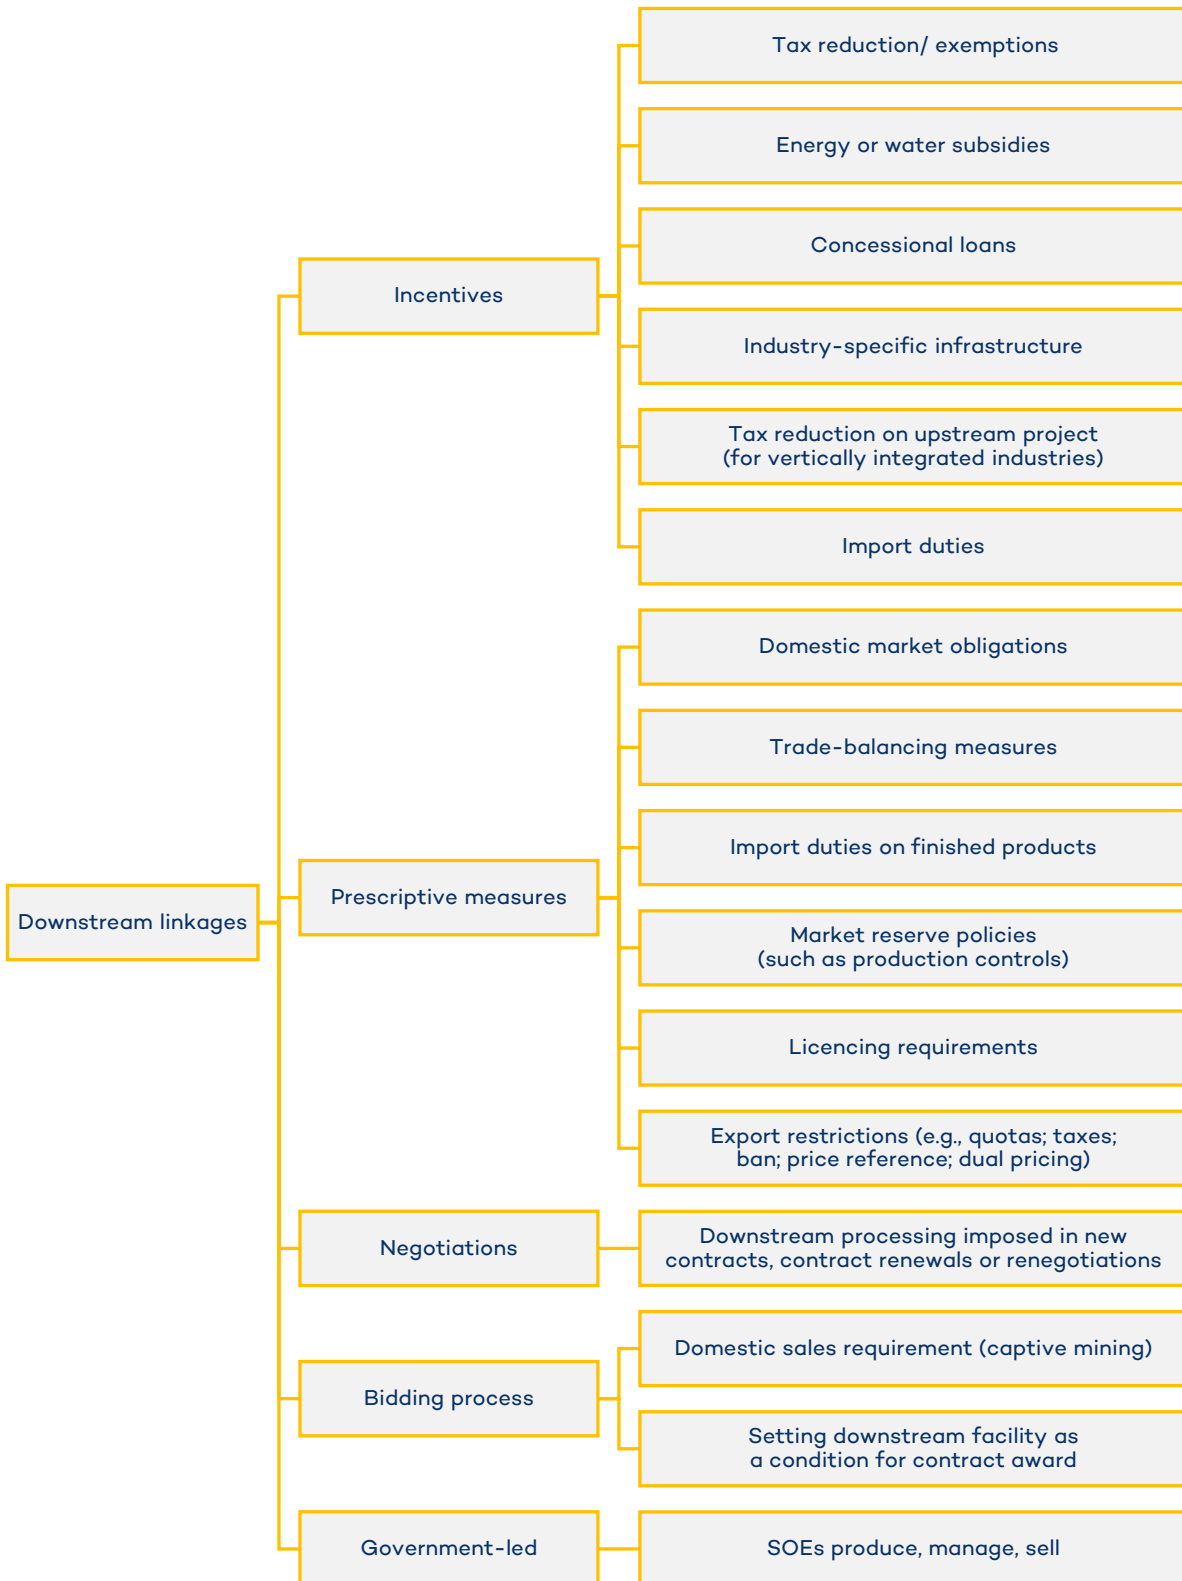 Tax reduction/ exemptions
Energy or water subsidies
Concessional loans
Incentives
Industry-specific infrastructure
Tax reduction on upstream project
(for vertically integrated industries)
Import duties
Domestic market obligations
Trade-balancing measures
Import duties on finished products
Prescriptive measures
Downstream linkages
Market reserve policies
(such as production controls)
Licencing requirements
Export restrictions (e.g., quotas; taxes;
ban; price reference; dual pricing)
Negotiations
Downstream processing imposed in new
contracts, contract renewals or renegotiations
Domestic sales requirement (captive mining)
Bidding process
Setting downstream facility as
a condition for contract award
Government-led
SOEs produce, manage, sell